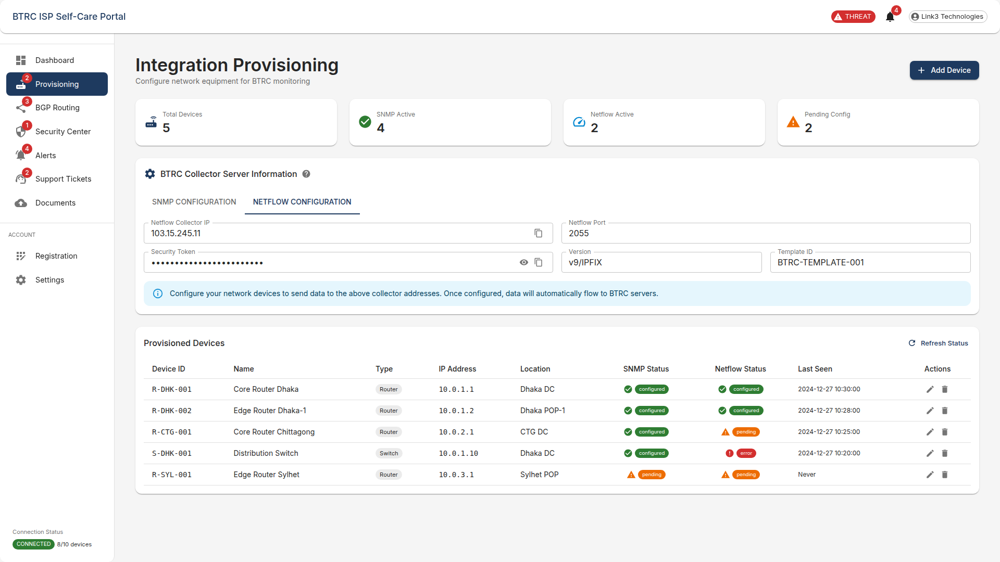 BTRC ISP Self-Care Portal
THREAT
4
Link3 Technologies
Dashboard
2
Provisioning
3
BGP Routing
1
Security Center
4
Alerts
2
Support Tickets
Documents
ACCOUNT
Registration
Settings
Connection Status
CONNECTED 8/10 devices
Integration Provisioning
Configure network equipment for BTRC monitoring
Add Device
Total Devices
5
SNMP Active
4
Netflow Active
2
Pending Config
2
BTRC Collector Server Information
SNMP CONFIGURATION NETFLOW CONFIGURATION
Netflow Collector IP
103.15.245.11
Netflow Port
2055
Security Token
••••••••••••••••••••••••
Version
v9/IPFIX
Template ID
BTRC-TEMPLATE-001
Configure your network devices to send data to the above collector addresses. Once configured, data will automatically flow to BTRC servers.
Provisioned Devices
Refresh Status
Device ID Name Type IP Address Location SNMP Status Netflow Status Last Seen Actions
R-DHK-001 Core Router Dhaka Router 10.0.1.1 Dhaka DC configured configured 2024-12-27 10:30:00
R-DHK-002 Edge Router Dhaka-1 Router 10.0.1.2 Dhaka POP-1 configured configured 2024-12-27 10:28:00
R-CTG-001 Core Router Chittagong Router 10.0.2.1 CTG DC configured pending 2024-12-27 10:25:00
S-DHK-001 Distribution Switch Switch 10.0.1.10 Dhaka DC configured error 2024-12-27 10:20:00
R-SYL-001 Edge Router Sylhet Router 10.0.3.1 Sylhet POP pending pending Never